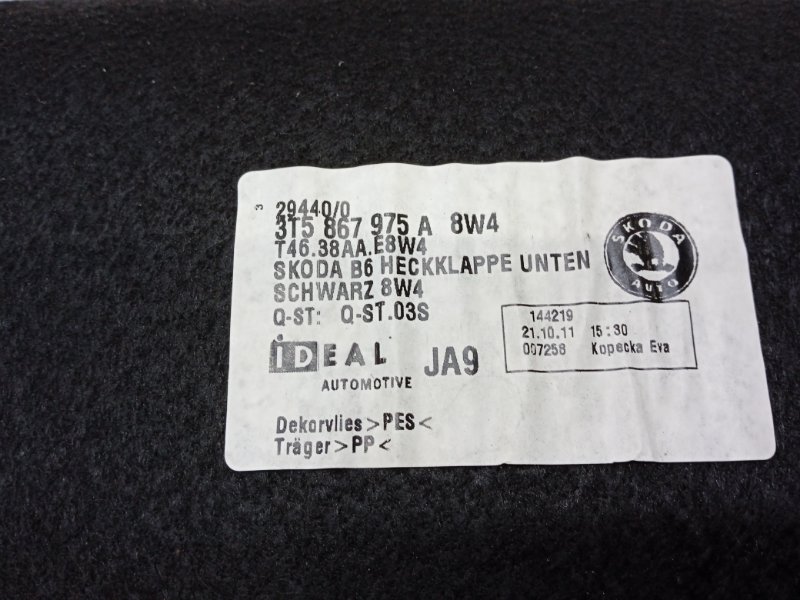 3
29440/0
3T5 867 975 A 8W4
T46.38AA.E8W4
SKODA B6 HECKKLAPPE UNTEN
SCHWARZ 8W4
Q-ST: Q-ST.03S
SKODA
AUTO
144219
21.10.11 15:30
007258 Kopecka Eva
IDEAL
AUTOMOTIVE
JA9
Dekorvlies >PES<
Träger >PP<